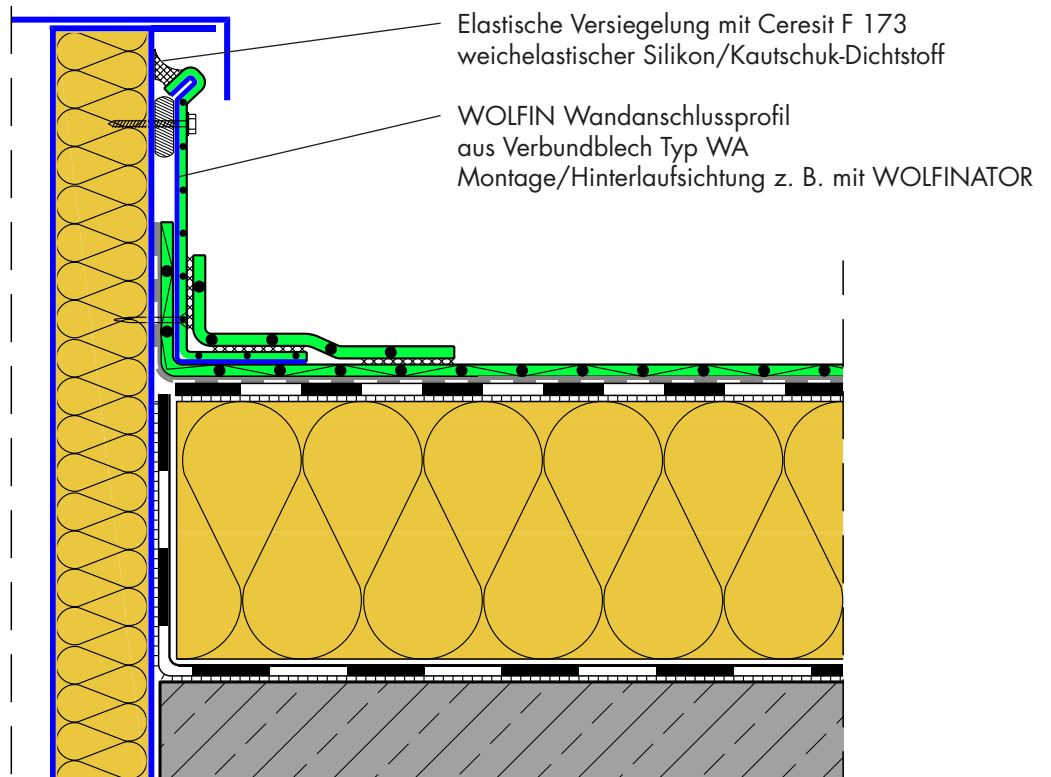 Elastische Versiegelung mit Ceresit F 173
weichelastischer Silikon/Kautschuk-Dichtstoff
WOLFIN Wandanschlussprofil
aus Verbundblech Typ WA
Montage/Hinterlaufsichtung z. B. mit WOLFINATOR